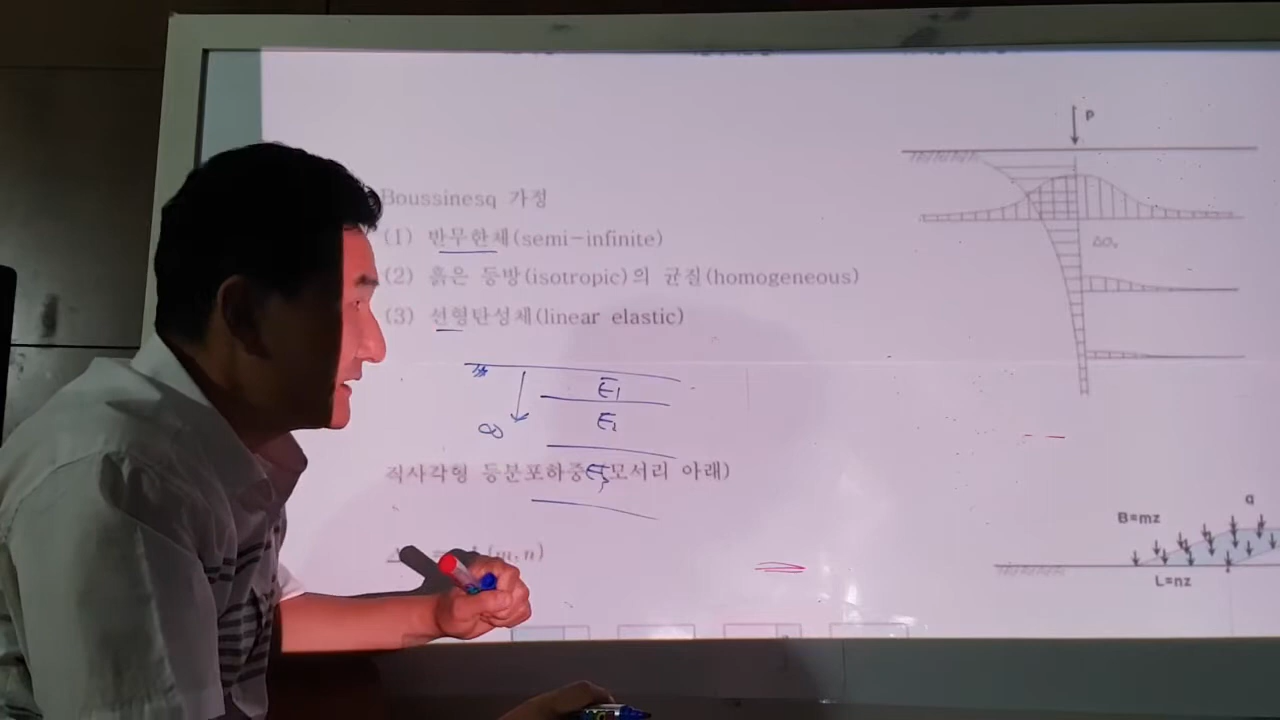 Boussinesq 가정
(1) 반무한체(semi-infinite)
(2) 흙은 등방(isotropic)의 균질(homogeneous)
(3) 선형탄성체(linear elastic)
P
Δσ
E1
E2
∞
E3
직사각형 등분포하중 모서리 아래)
(m,n)
q
B=mz
L=nz